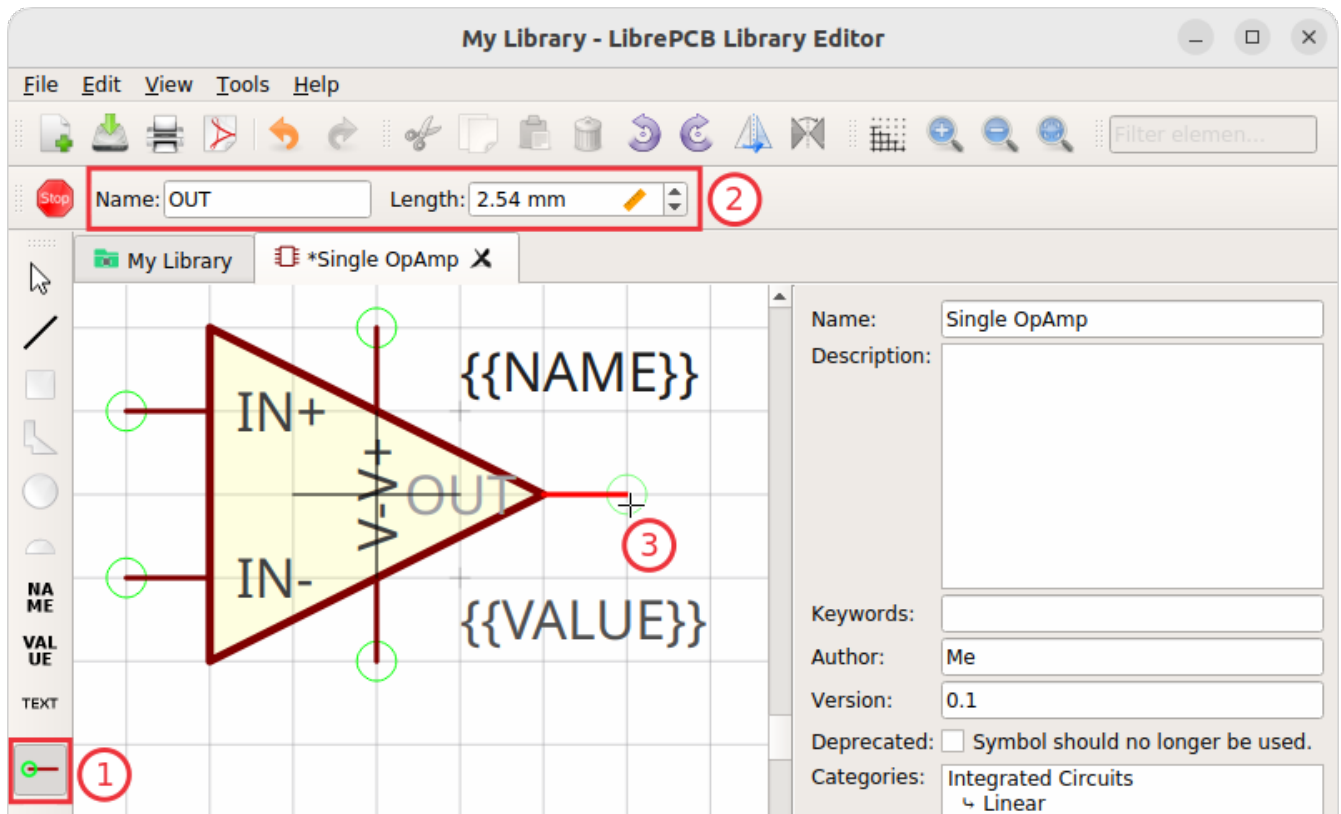 My Library - LibrePCB Library Editor
File Edit View Tools Help
Filter elemen...
Stop Name: OUT Length: 2.54 mm 2
My Library *Single OpAmp
Name: Single OpAmp
Description:
{{NAME}}
IN+
V+
OUT
V-
3
IN-
{{VALUE}}
NA
ME
VAL
UE
TEXT
1
Keywords:
Author: Me
Version: 0.1
Deprecated: Symbol should no longer be used.
Categories: Integrated Circuits
⤷ Linear